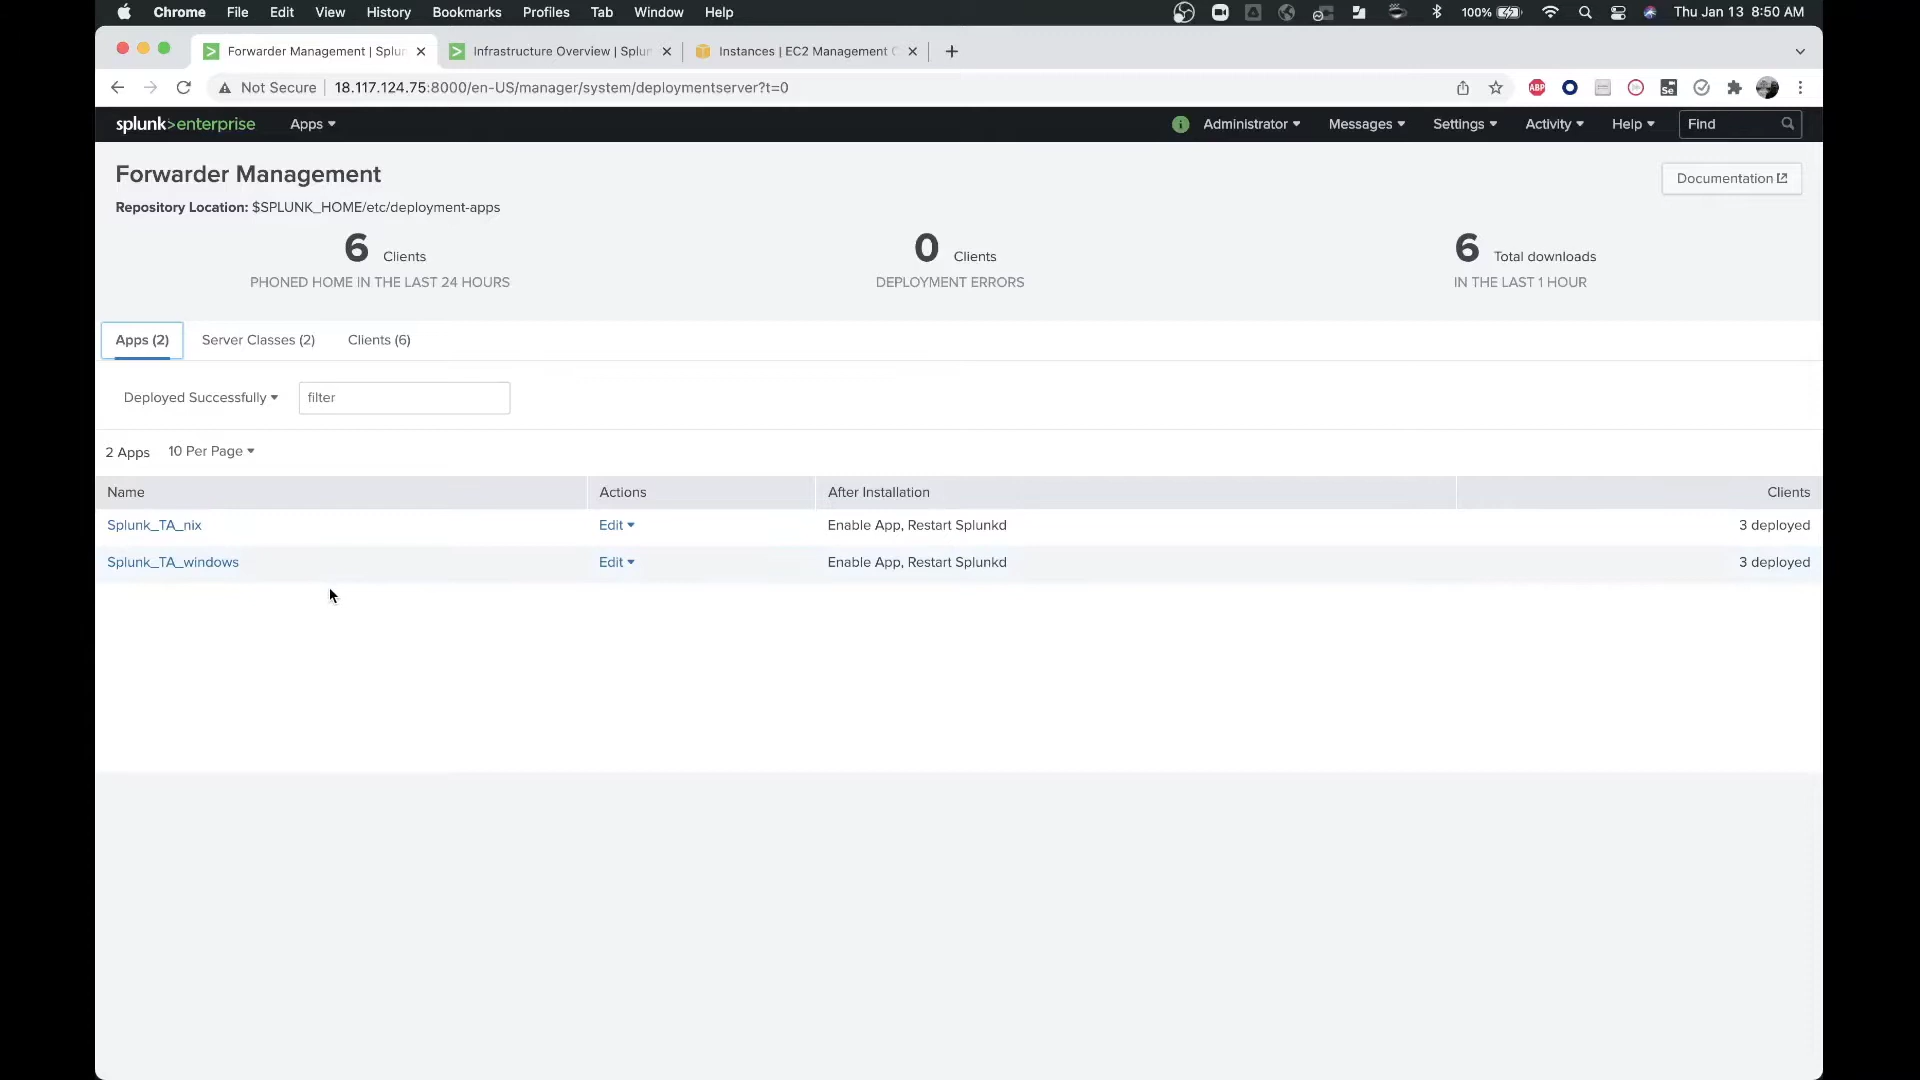 Chrome File Edit View History Bookmarks Profiles Tab Window Help 100% Thu Jan 13 8:50 AM
Forwarder Management | Splun Infrastructure Overview | Splun Instances | EC2 Management C
Not Secure 18.117.124.75:8000/en-US/manager/system/deploymentserver?t=0 ABP Se
splunk>enterprise Apps i Administrator Messages Settings Activity Help Find
Forwarder Management
Documentation
Repository Location: $SPLUNK_HOME/etc/deployment-apps
6 Clients 0 Clients 6 Total downloads
PHONED HOME IN THE LAST 24 HOURS DEPLOYMENT ERRORS IN THE LAST 1 HOUR
Apps (2) Server Classes (2) Clients (6)
Deployed Successfully filter
2 Apps 10 Per Page
Name Actions After Installation Clients
Splunk_TA_nix Edit Enable App, Restart Splunkd 3 deployed
Splunk_TA_windows Edit Enable App, Restart Splunkd 3 deployed